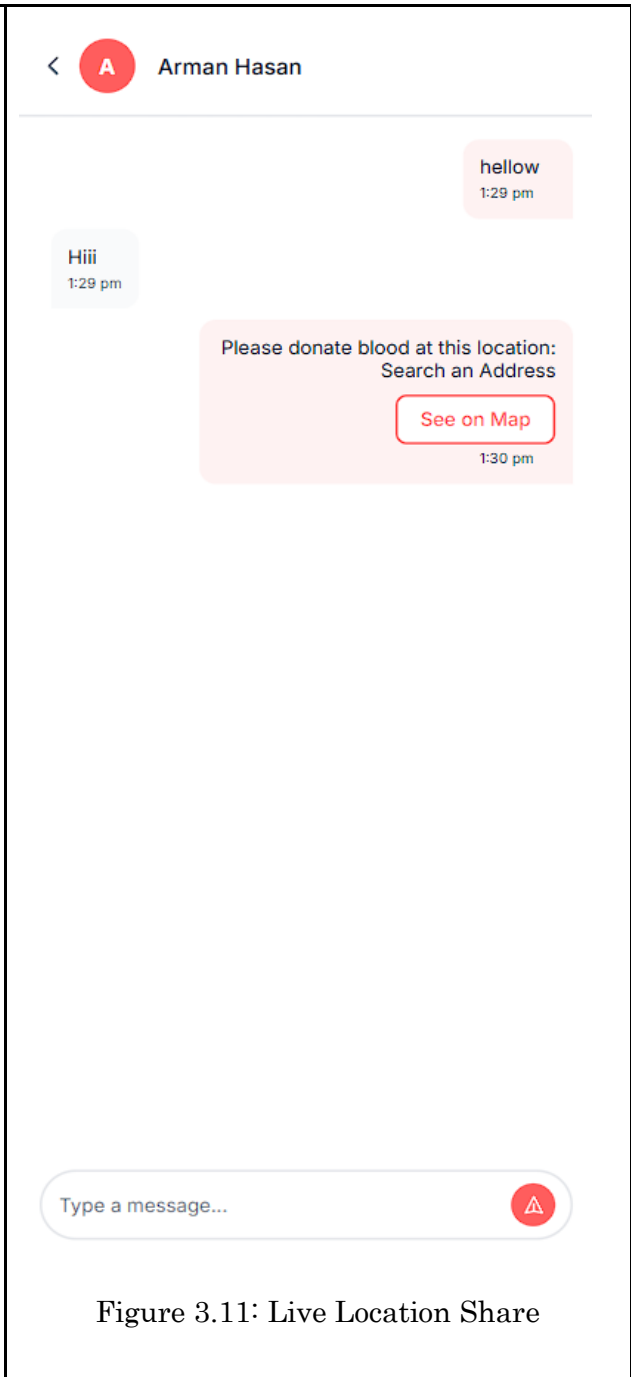 A
Arman Hasan
hellow
1:29 pm
Hiii
1:29 pm
Please donate blood at this location:
Search an Address
See on Map
1:30 pm
Type a message...
Figure 3.11: Live Location Share